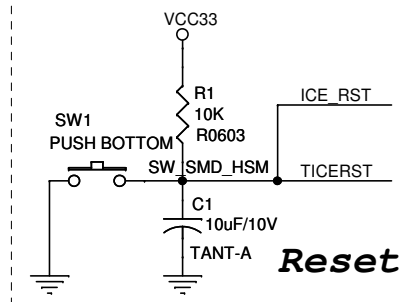 VCC33
R1
10K
R0603
ICE_RST
SW1
PUSH BOTTOM
SW_SMD_HSM
TICERST
C1
10uF/10V
TANT-A
Reset